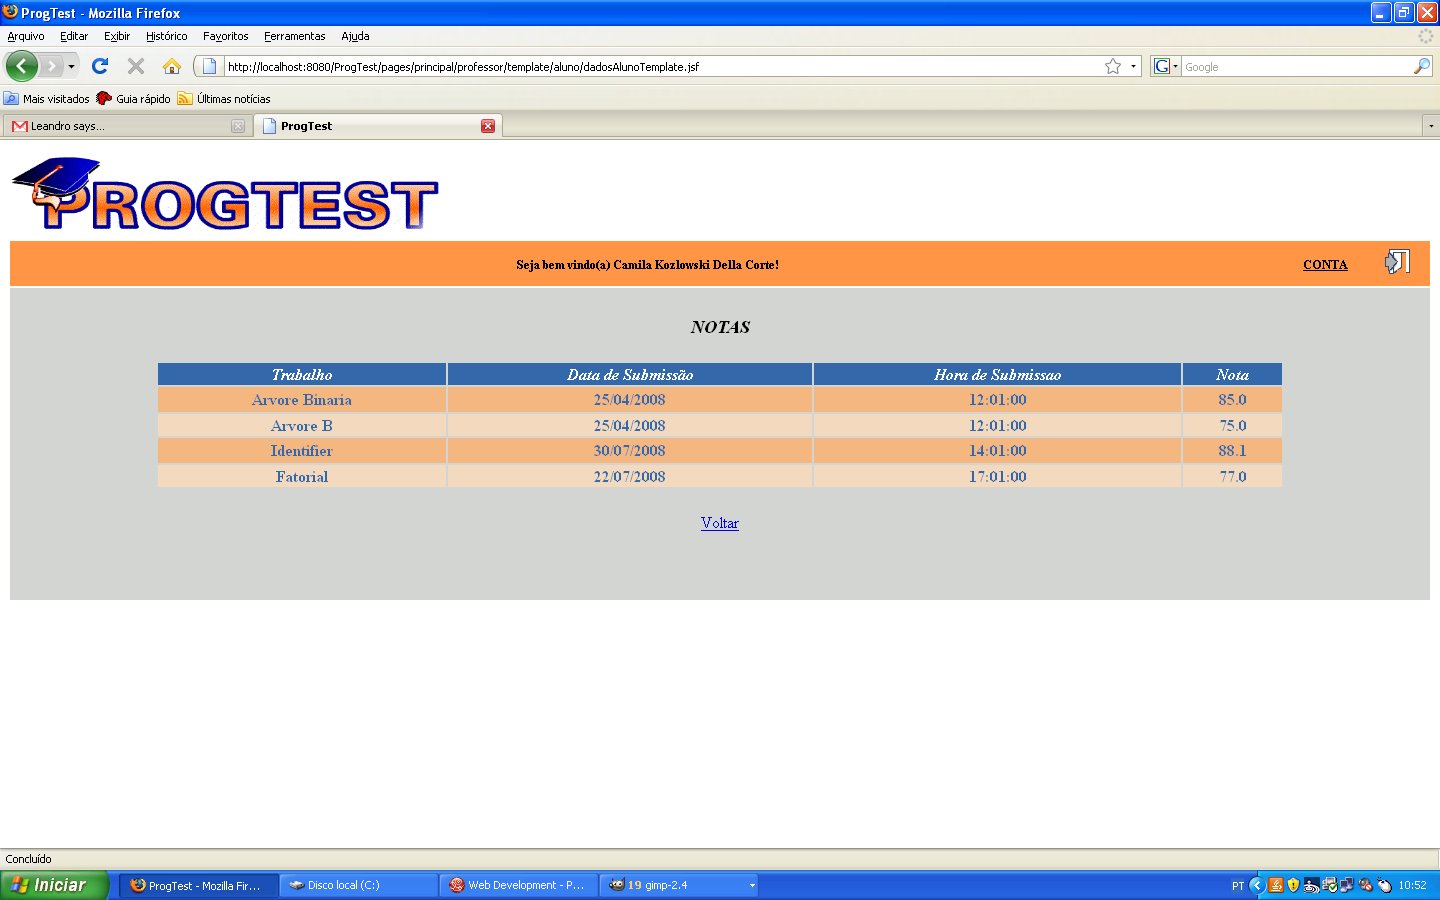 ProgTest - Mozilla Firefox
Arquivo Editar Exibir Histórico Favoritos Ferramentas Ajuda
http://localhost:8080/ProgTest/pages/principal/professor/template/aluno/dadosAlunoTemplate.jsf
G Google
Mais visitados Guia rápido Últimas notícias
Leandro says... ProgTest
PROGTEST
Seja bem vindo(a) Camila Kozlowski Della Corte! CONTA
NOTAS
Trabalho Data de Submissão Hora de Submissao Nota
Arvore Binaria 25/04/2008 12:01:00 85.0
Arvore B 25/04/2008 12:01:00 75.0
Identifier 30/07/2008 14:01:00 88.1
Fatorial 22/07/2008 17:01:00 77.0
Voltar
Concluído
Iniciar ProgTest - Mozilla Fir... Disco local (C:) Web Development - P... 19 gimp-2.4 PT 10:52